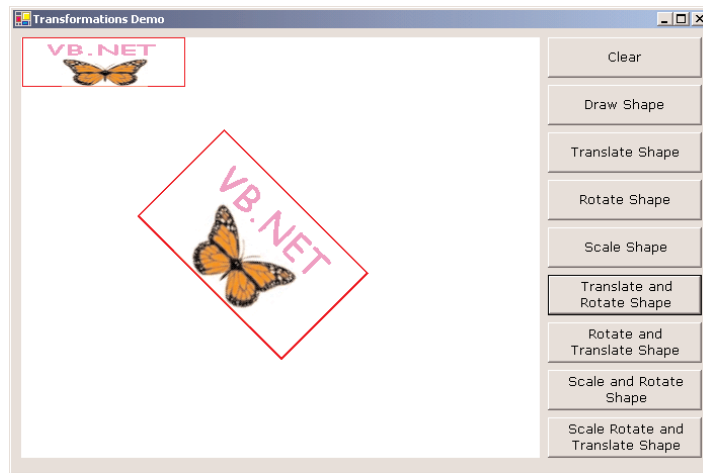 Transformations Demo
VB.NET
Clear
Draw Shape
VB.NET
Translate Shape
Rotate Shape
Scale Shape
Translate and
Rotate Shape
Rotate and
Translate Shape
Scale and Rotate
Shape
Scale Rotate and
Translate Shape